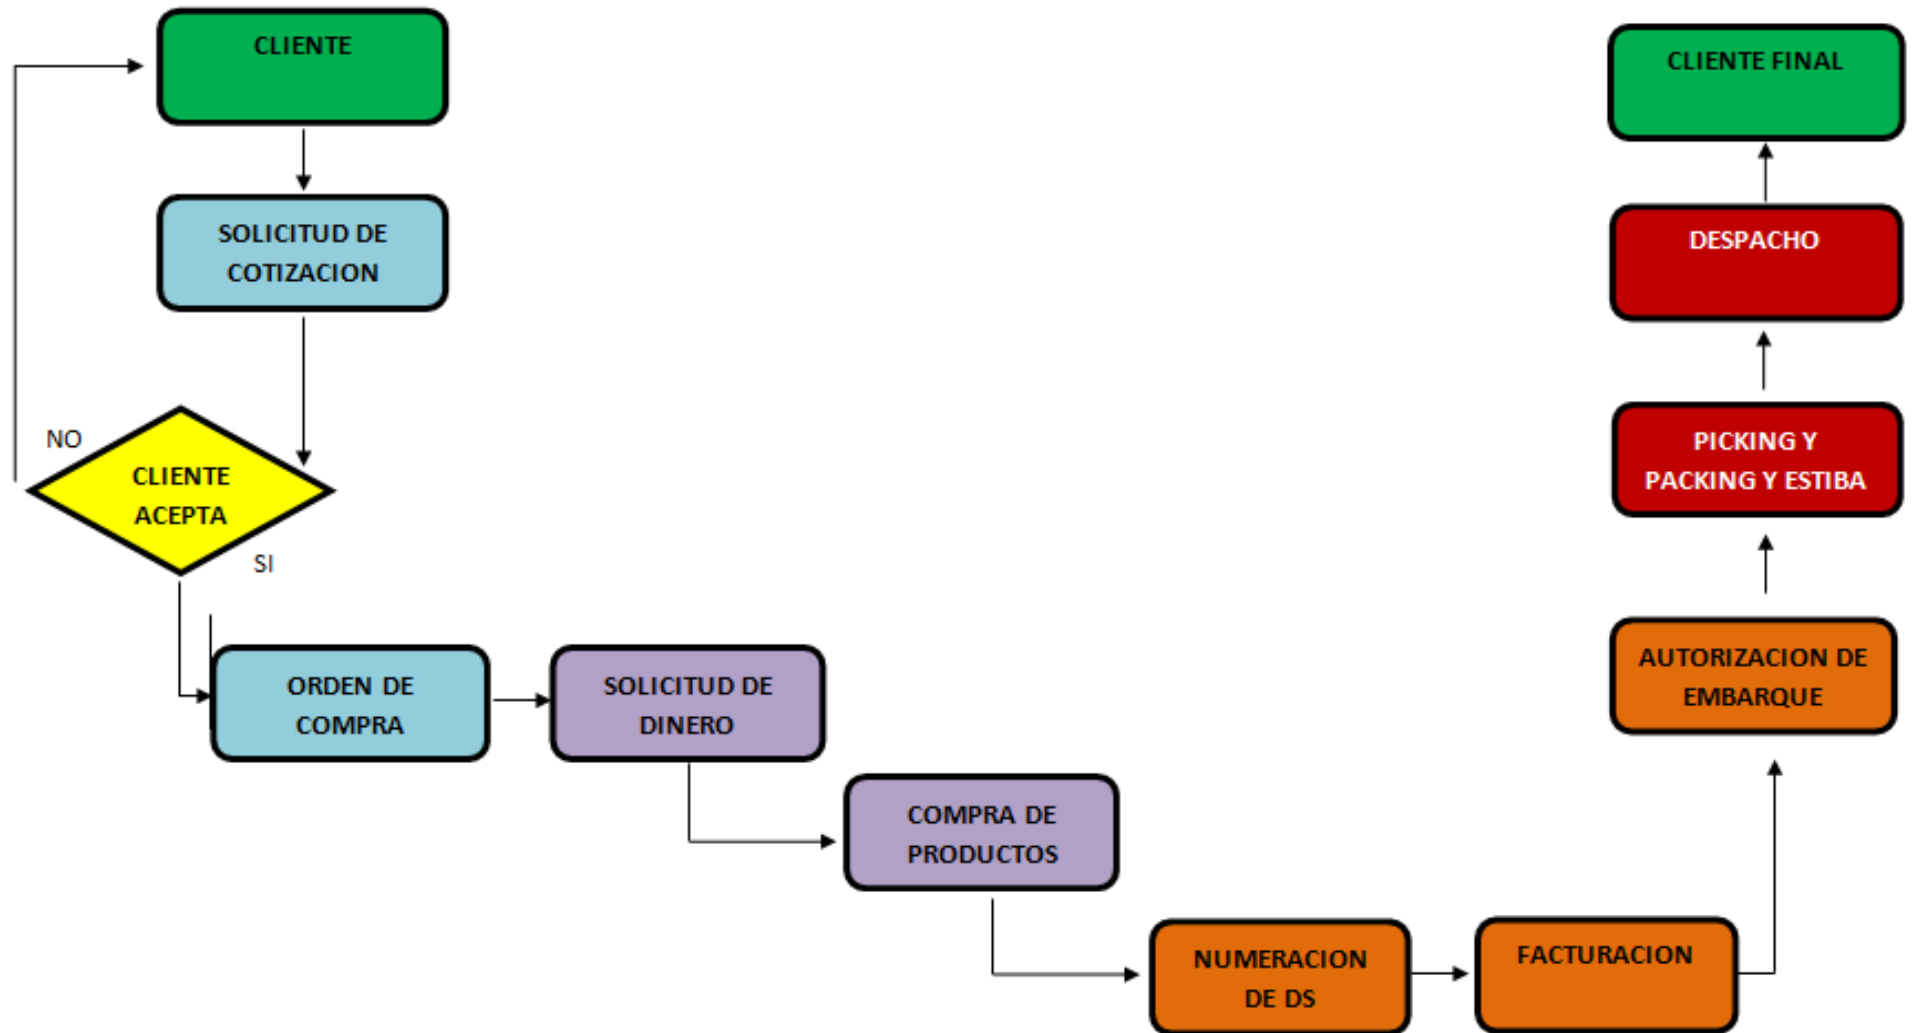 CLIENTE
SOLICITUD DE
COTIZACION
NO
CLIENTE
ACEPTA
SI
ORDEN DE
COMPRA
SOLICITUD DE
DINERO
COMPRA DE
PRODUCTOS
NUMERACION
DE DS
FACTURACION
AUTORIZACION DE
EMBARQUE
PICKING Y
PACKING Y ESTIBA
DESPACHO
CLIENTE FINAL